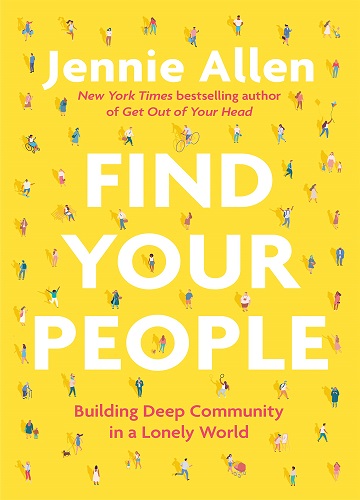 Jennie Allen
New York Times bestselling author
of Get Out of Your Head
FIND
YOUR
PEOPLE
Building Deep Community
in a Lonely World